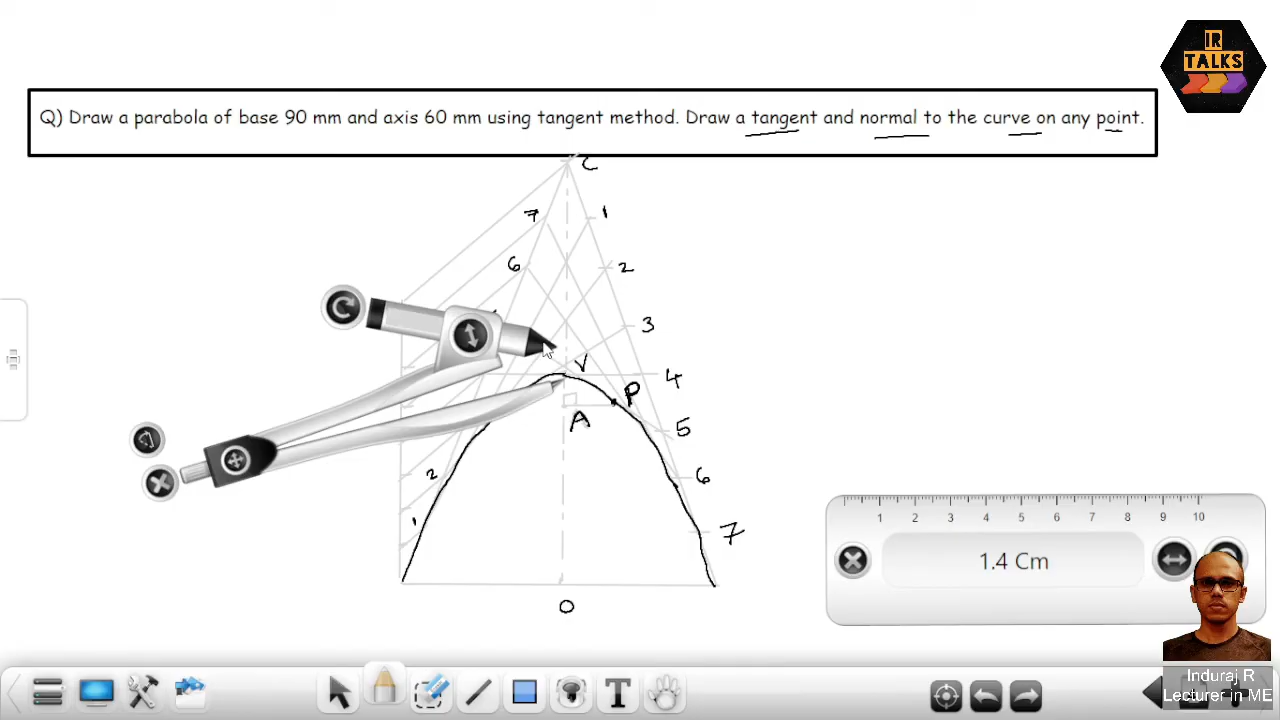 IR
TALKS
Q) Draw a parabola of base 90 mm and axis 60 mm using tangent method. Draw a tangent and normal to the curve on any point.
C
7
1
6
2
3
V
4
P
A
5
2
6
1
7
O
1 2 3 4 5 6 7 8 9 10
1.4 Cm
T
Induraj R
Lecturer in ME